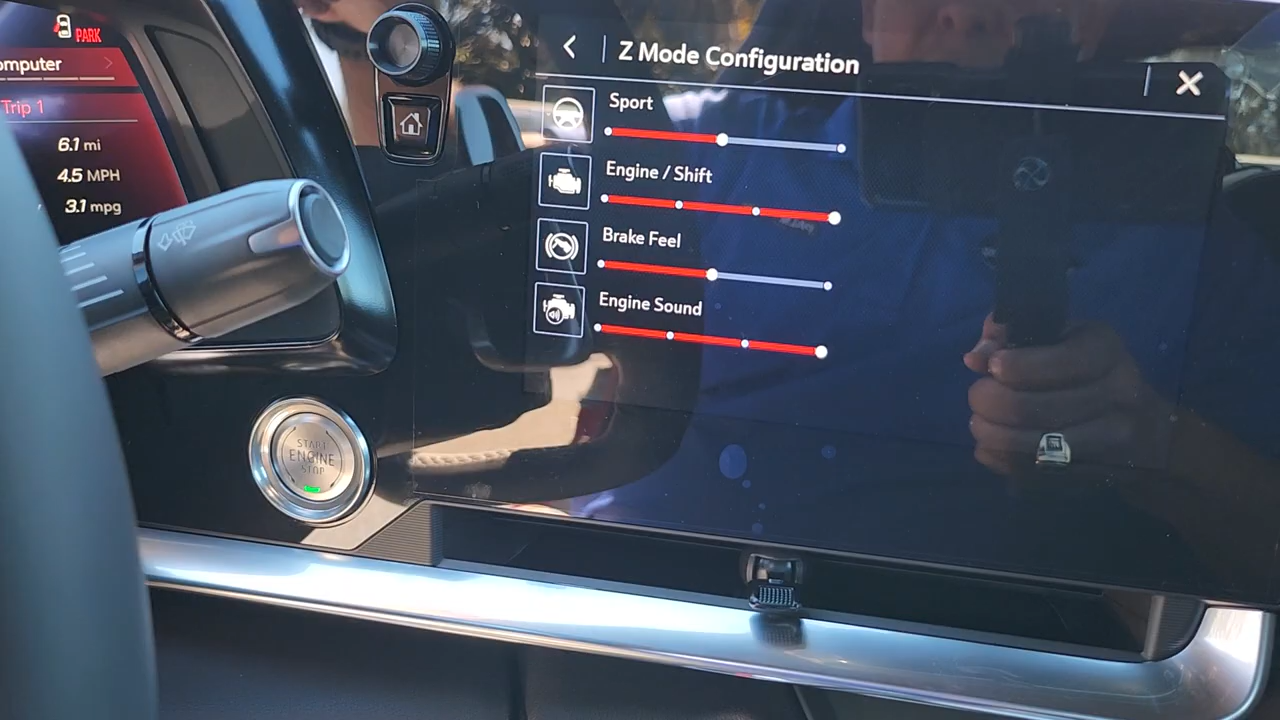 PARK
omputer
Trip 1
6.1 mi
4.5 MPH
3.1 mpg
Z Mode Configuration
Sport
Engine / Shift
Brake Feel
Engine Sound
START
ENGINE
STOP